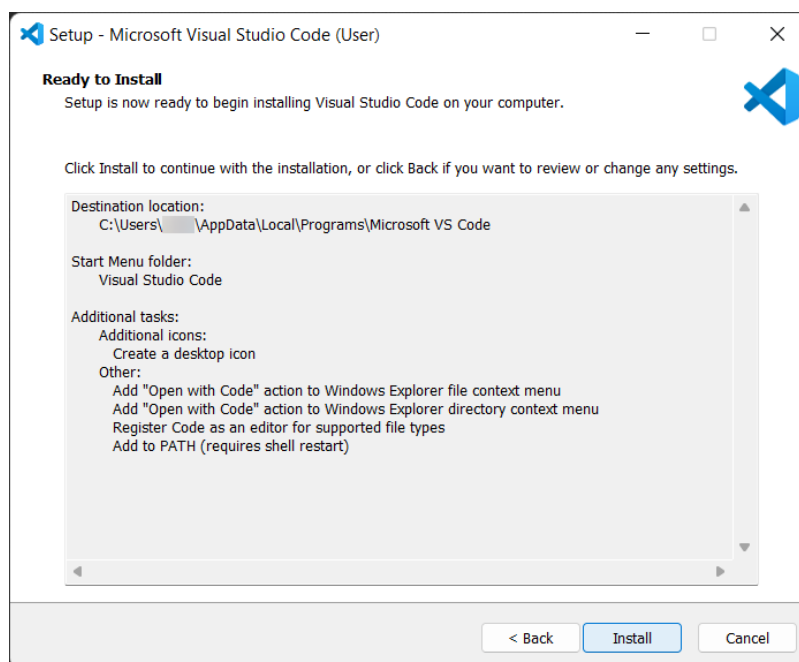 Setup - Microsoft Visual Studio Code (User)
Ready to Install
Setup is now ready to begin installing Visual Studio Code on your computer.
Click Install to continue with the installation, or click Back if you want to review or change any settings.
Destination location:
C:\Users\ \AppData\Local\Programs\Microsoft VS Code
Start Menu folder:
Visual Studio Code
Additional tasks:
Additional icons:
Create a desktop icon
Other:
Add "Open with Code" action to Windows Explorer file context menu
Add "Open with Code" action to Windows Explorer directory context menu
Register Code as an editor for supported file types
Add to PATH (requires shell restart)
< Back Install Cancel